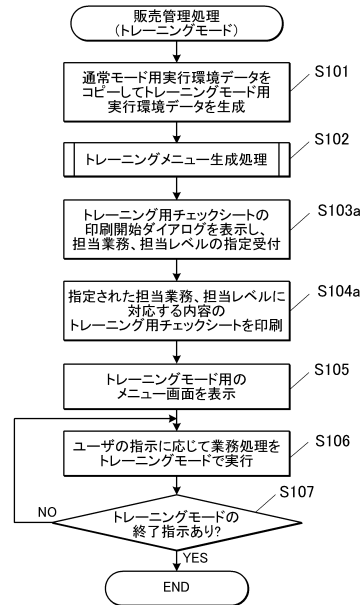 販売管理処理
(トレーニングモード)
S101
通常モード用実行環境データを
コピーしてトレーニングモード用
実行環境データを生成
S102
トレーニングメニュー生成処理
S103a
トレーニング用チェックシートの
印刷開始ダイアログを表示し、
担当業務、担当レベルの指定受付
S104a
指定された担当業務、担当レベルに
対応する内容の
トレーニング用チェックシートを印刷
S105
トレーニングモード用の
メニュー画面を表示
S106
ユーザの指示に応じて業務処理を
トレーニングモードで実行
S107
NO
トレーニングモードの
終了指示あり?
YES
END